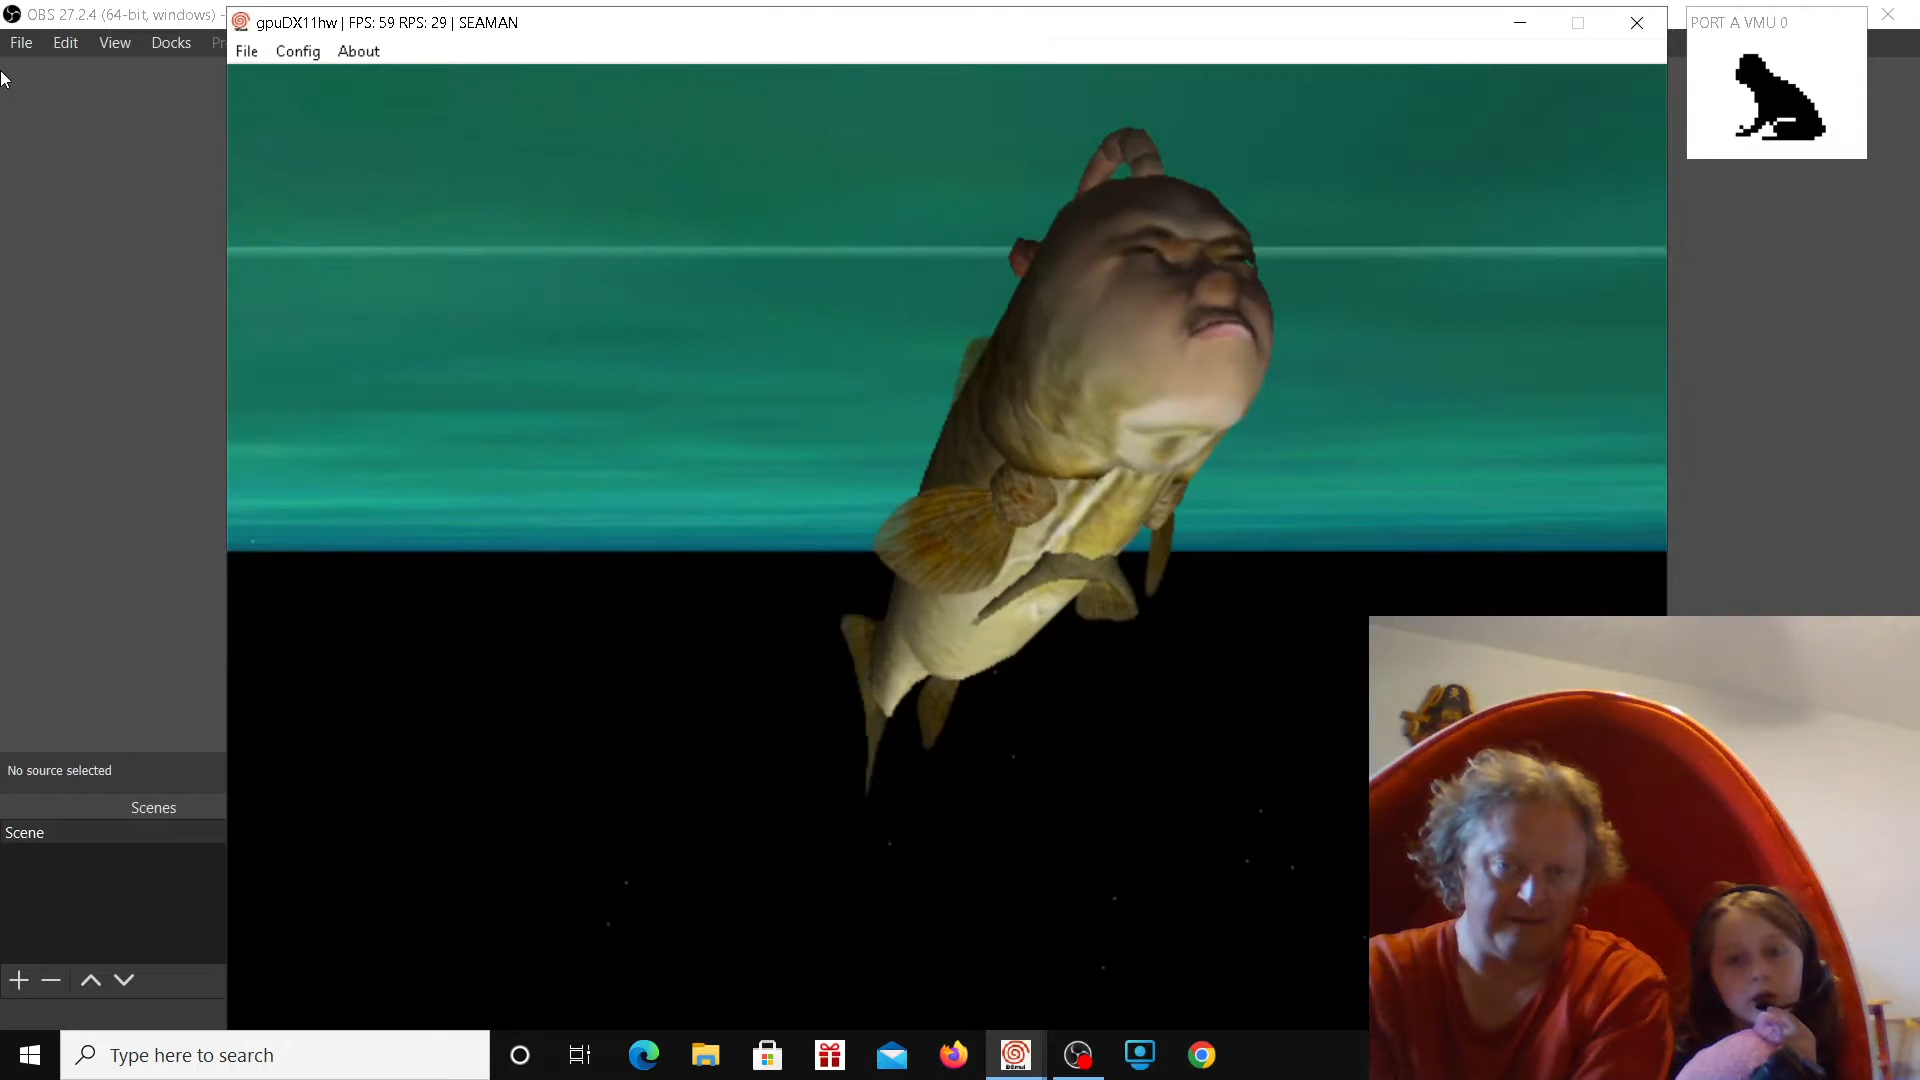 OBS 27.2.4 (64-bit, windows) -
File Edit View Docks Pr
gpuDX11hw | FPS: 59 RPS: 29 | SEAMAN
File Config About
PORT A VMU 0
No source selected
Scenes
Scene
Type here to search